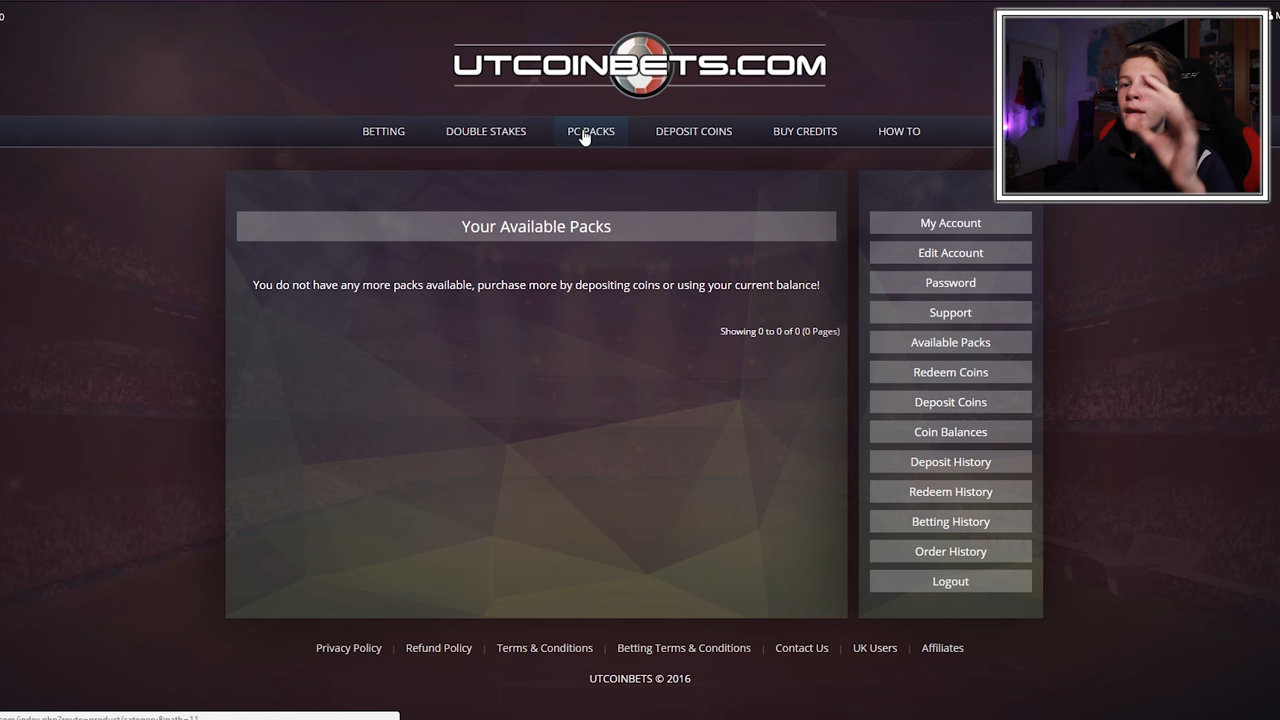 UTCOINBETS.COM
BETTING DOUBLE STAKES PC PACKS DEPOSIT COINS BUY CREDITS HOW TO
Your Available Packs
You do not have any more packs available, purchase more by depositing coins or using your current balance!
Showing 0 to 0 of 0 (0 Pages)
My Account
Edit Account
Password
Support
Available Packs
Redeem Coins
Deposit Coins
Coin Balances
Deposit History
Redeem History
Betting History
Order History
Logout
Privacy Policy | Refund Policy | Terms & Conditions | Betting Terms & Conditions | Contact Us | UK Users | Affiliates
UTCOINBETS © 2016